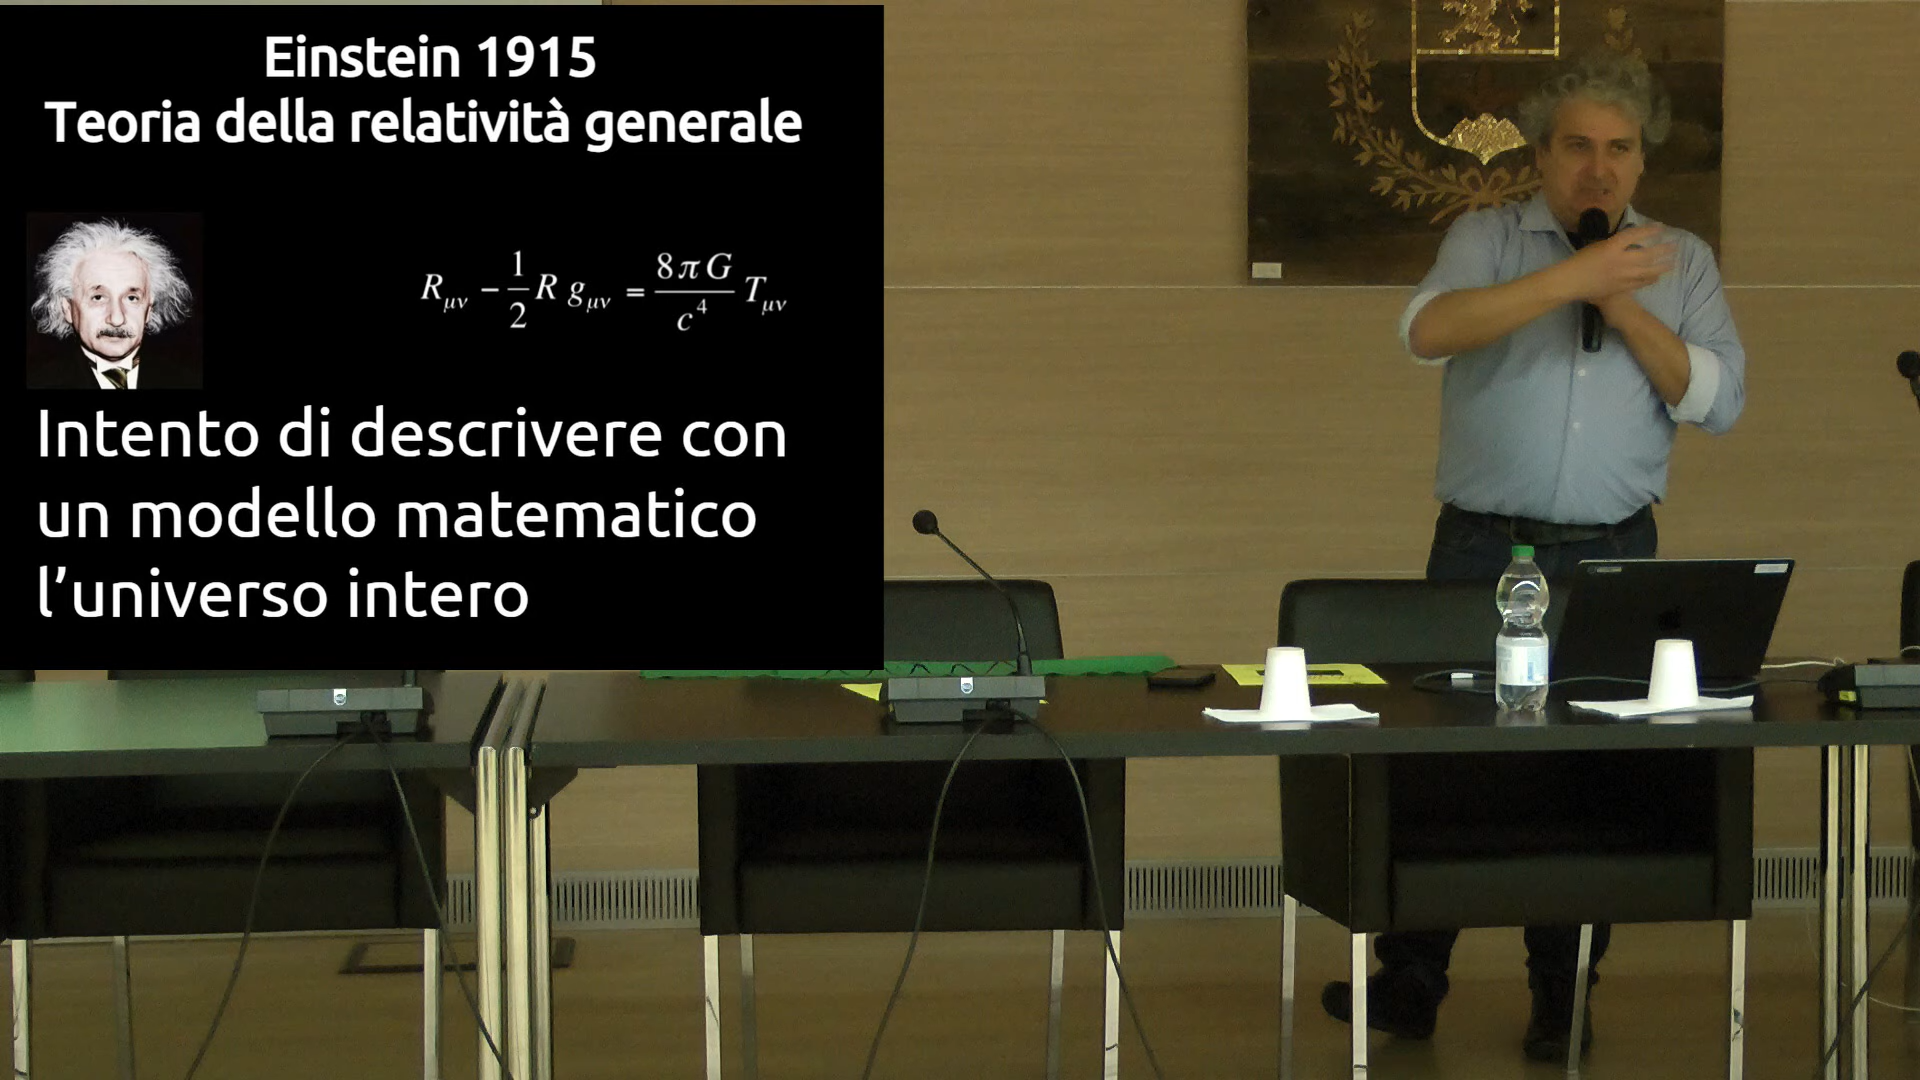 Einstein 1915
Teoria della relatività generale
R_μν − 1/2 R g_μν = 8πG/c^4 T_μν
Intento di descrivere con
un modello matematico
l’universo intero